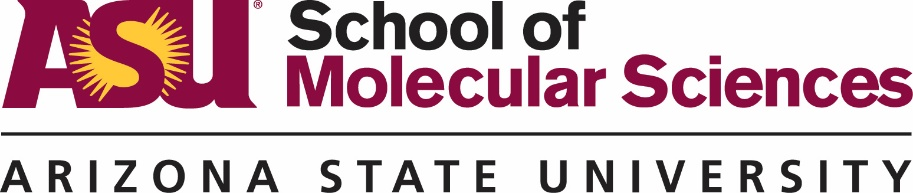 ASU® School of
Molecular Sciences
ARIZONA STATE UNIVERSITY